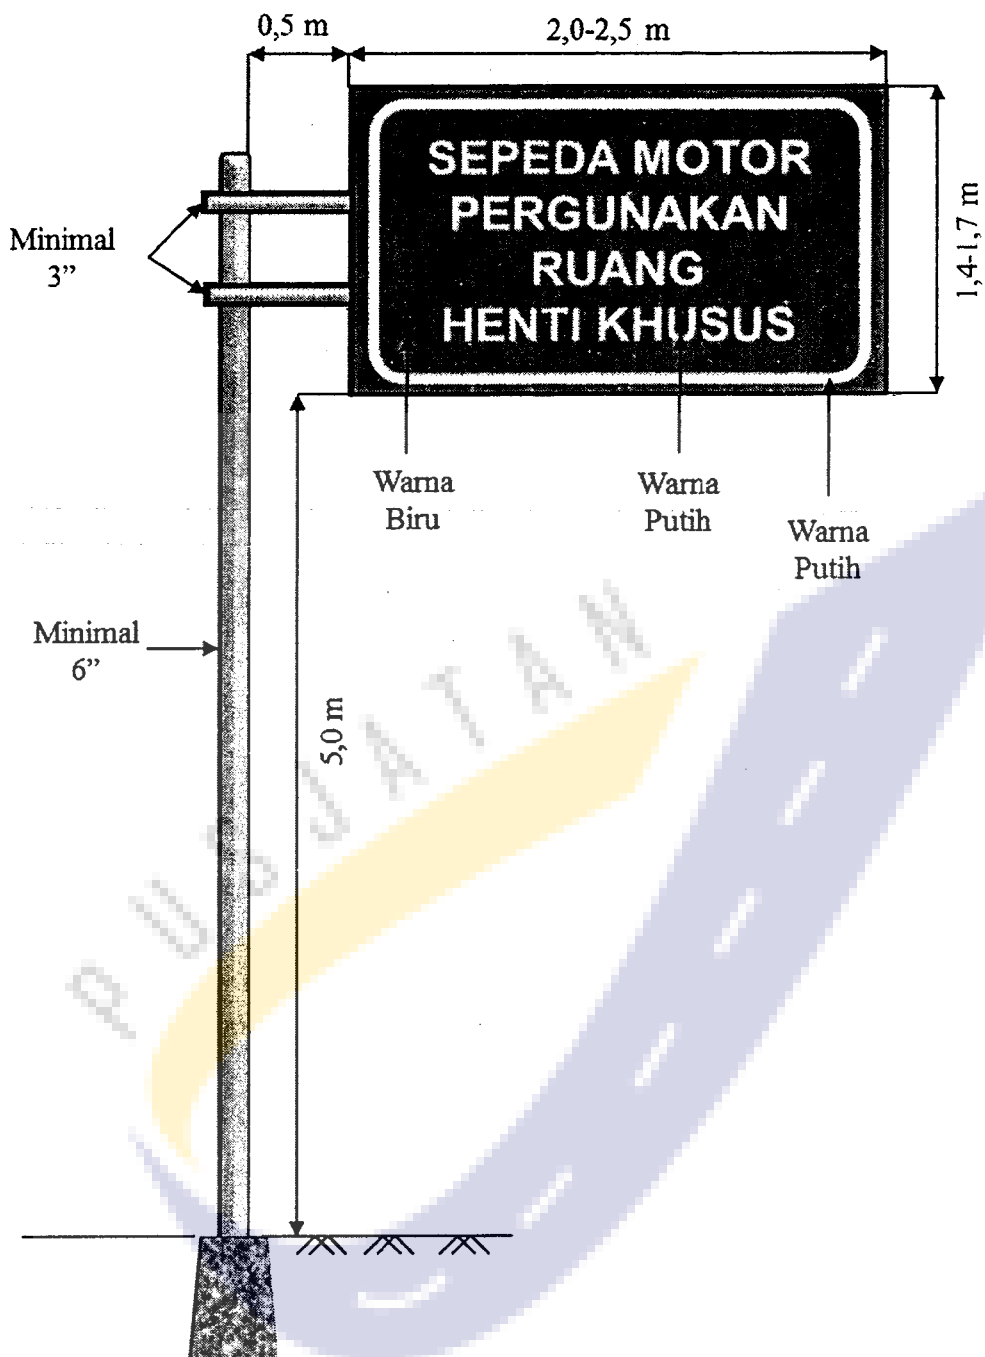 0,5 m
2,0-2,5 m
SEPEDA MOTOR
PERGUNAKAN
RUANG
HENTI KHUSUS
1,4-1,7 m
Minimal
3”
Warna
Biru
Warna
Putih
Warna
Putih
Minimal
6”
5,0 m
PUSJATAN